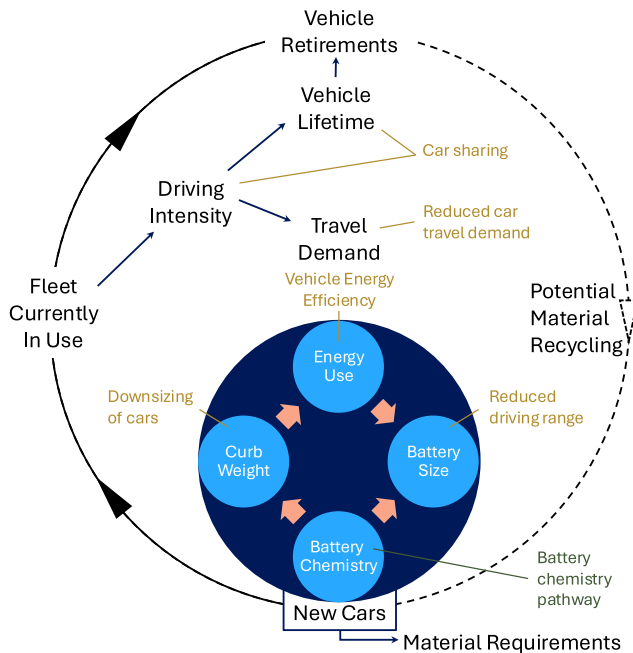 Vehicle
Retirements
Vehicle
Lifetime
Car sharing
Driving
Intensity
Reduced car
travel demand
Travel
Demand
Vehicle Energy
Efficiency
Fleet
Currently
In Use
Potential
Material
Recycling
Energy
Use
Downsizing
of cars
Reduced
driving range
Curb
Weight
Battery
Size
Battery
Chemistry
Battery
chemistry
pathway
New Cars
Material Requirements